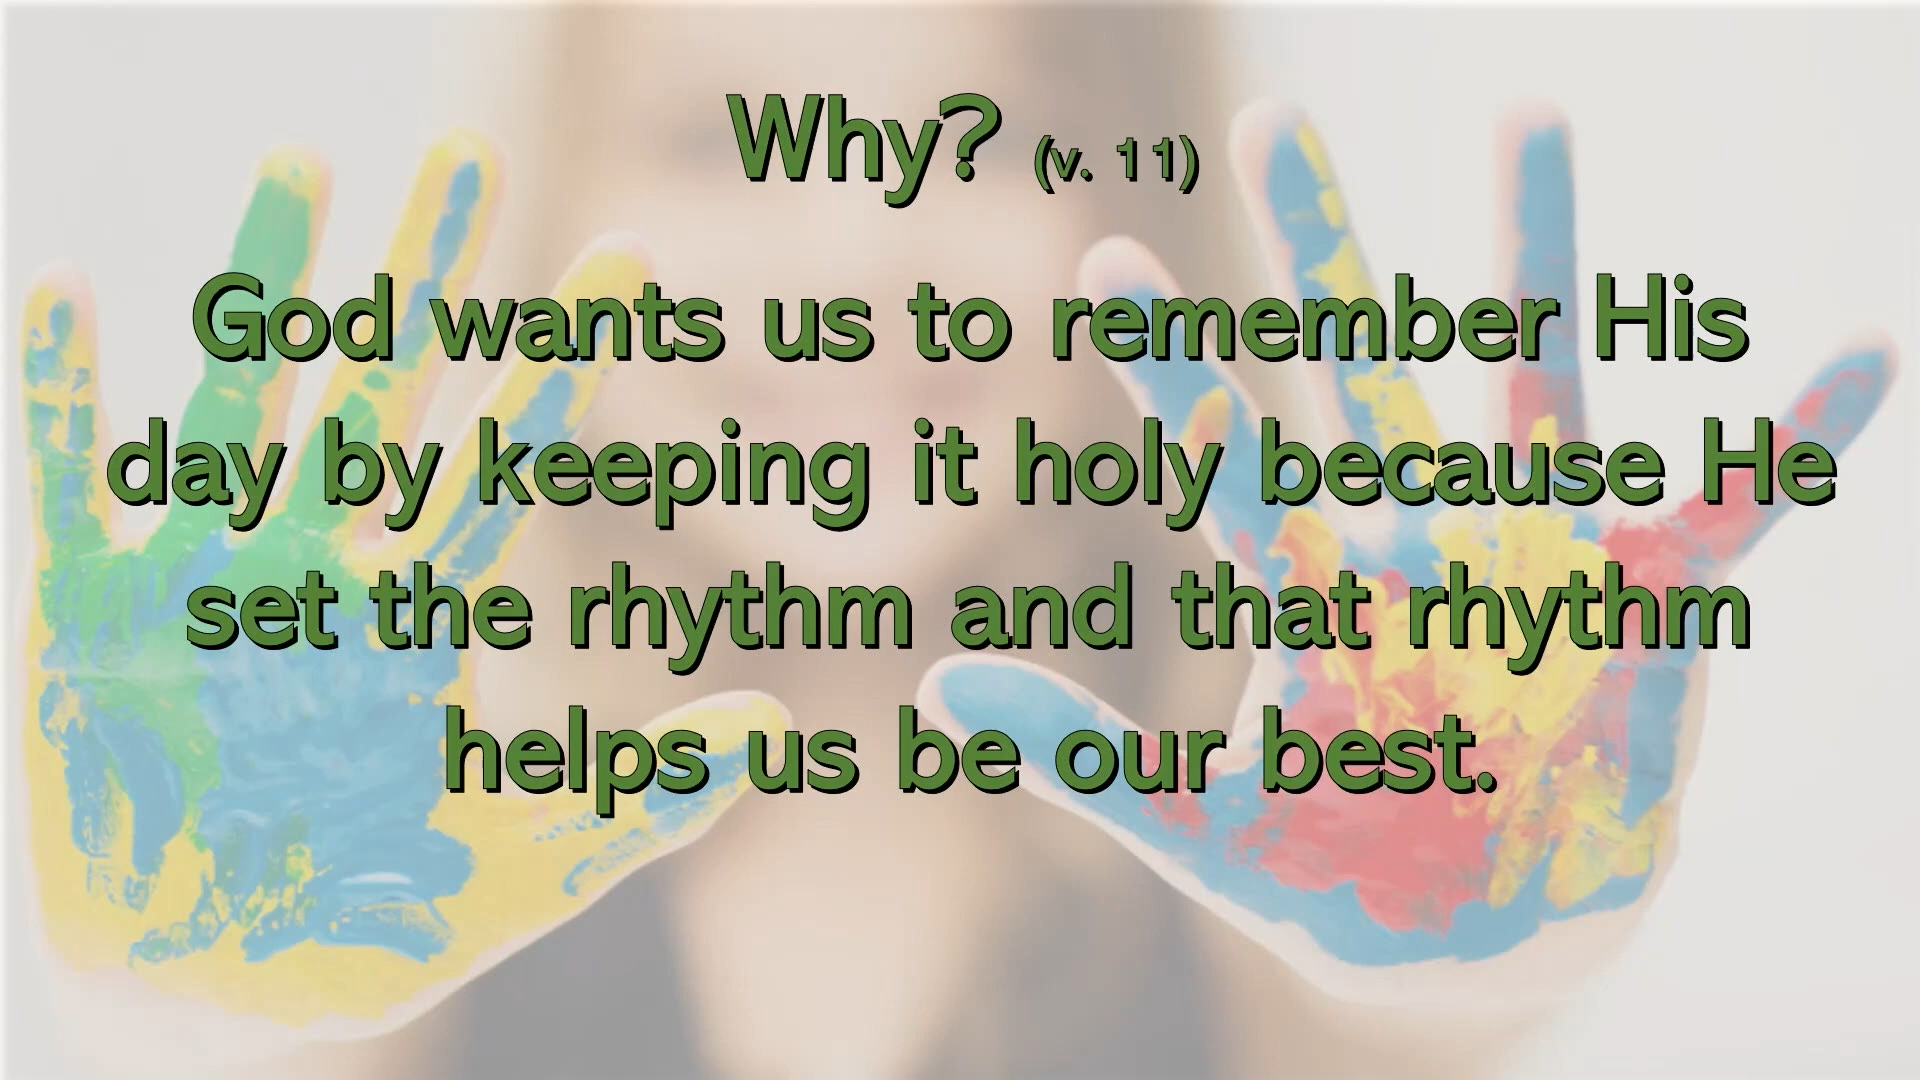 Why? (v. 11)
God wants us to remember His
day by keeping it holy because He
set the rhythm and that rhythm
helps us be our best.